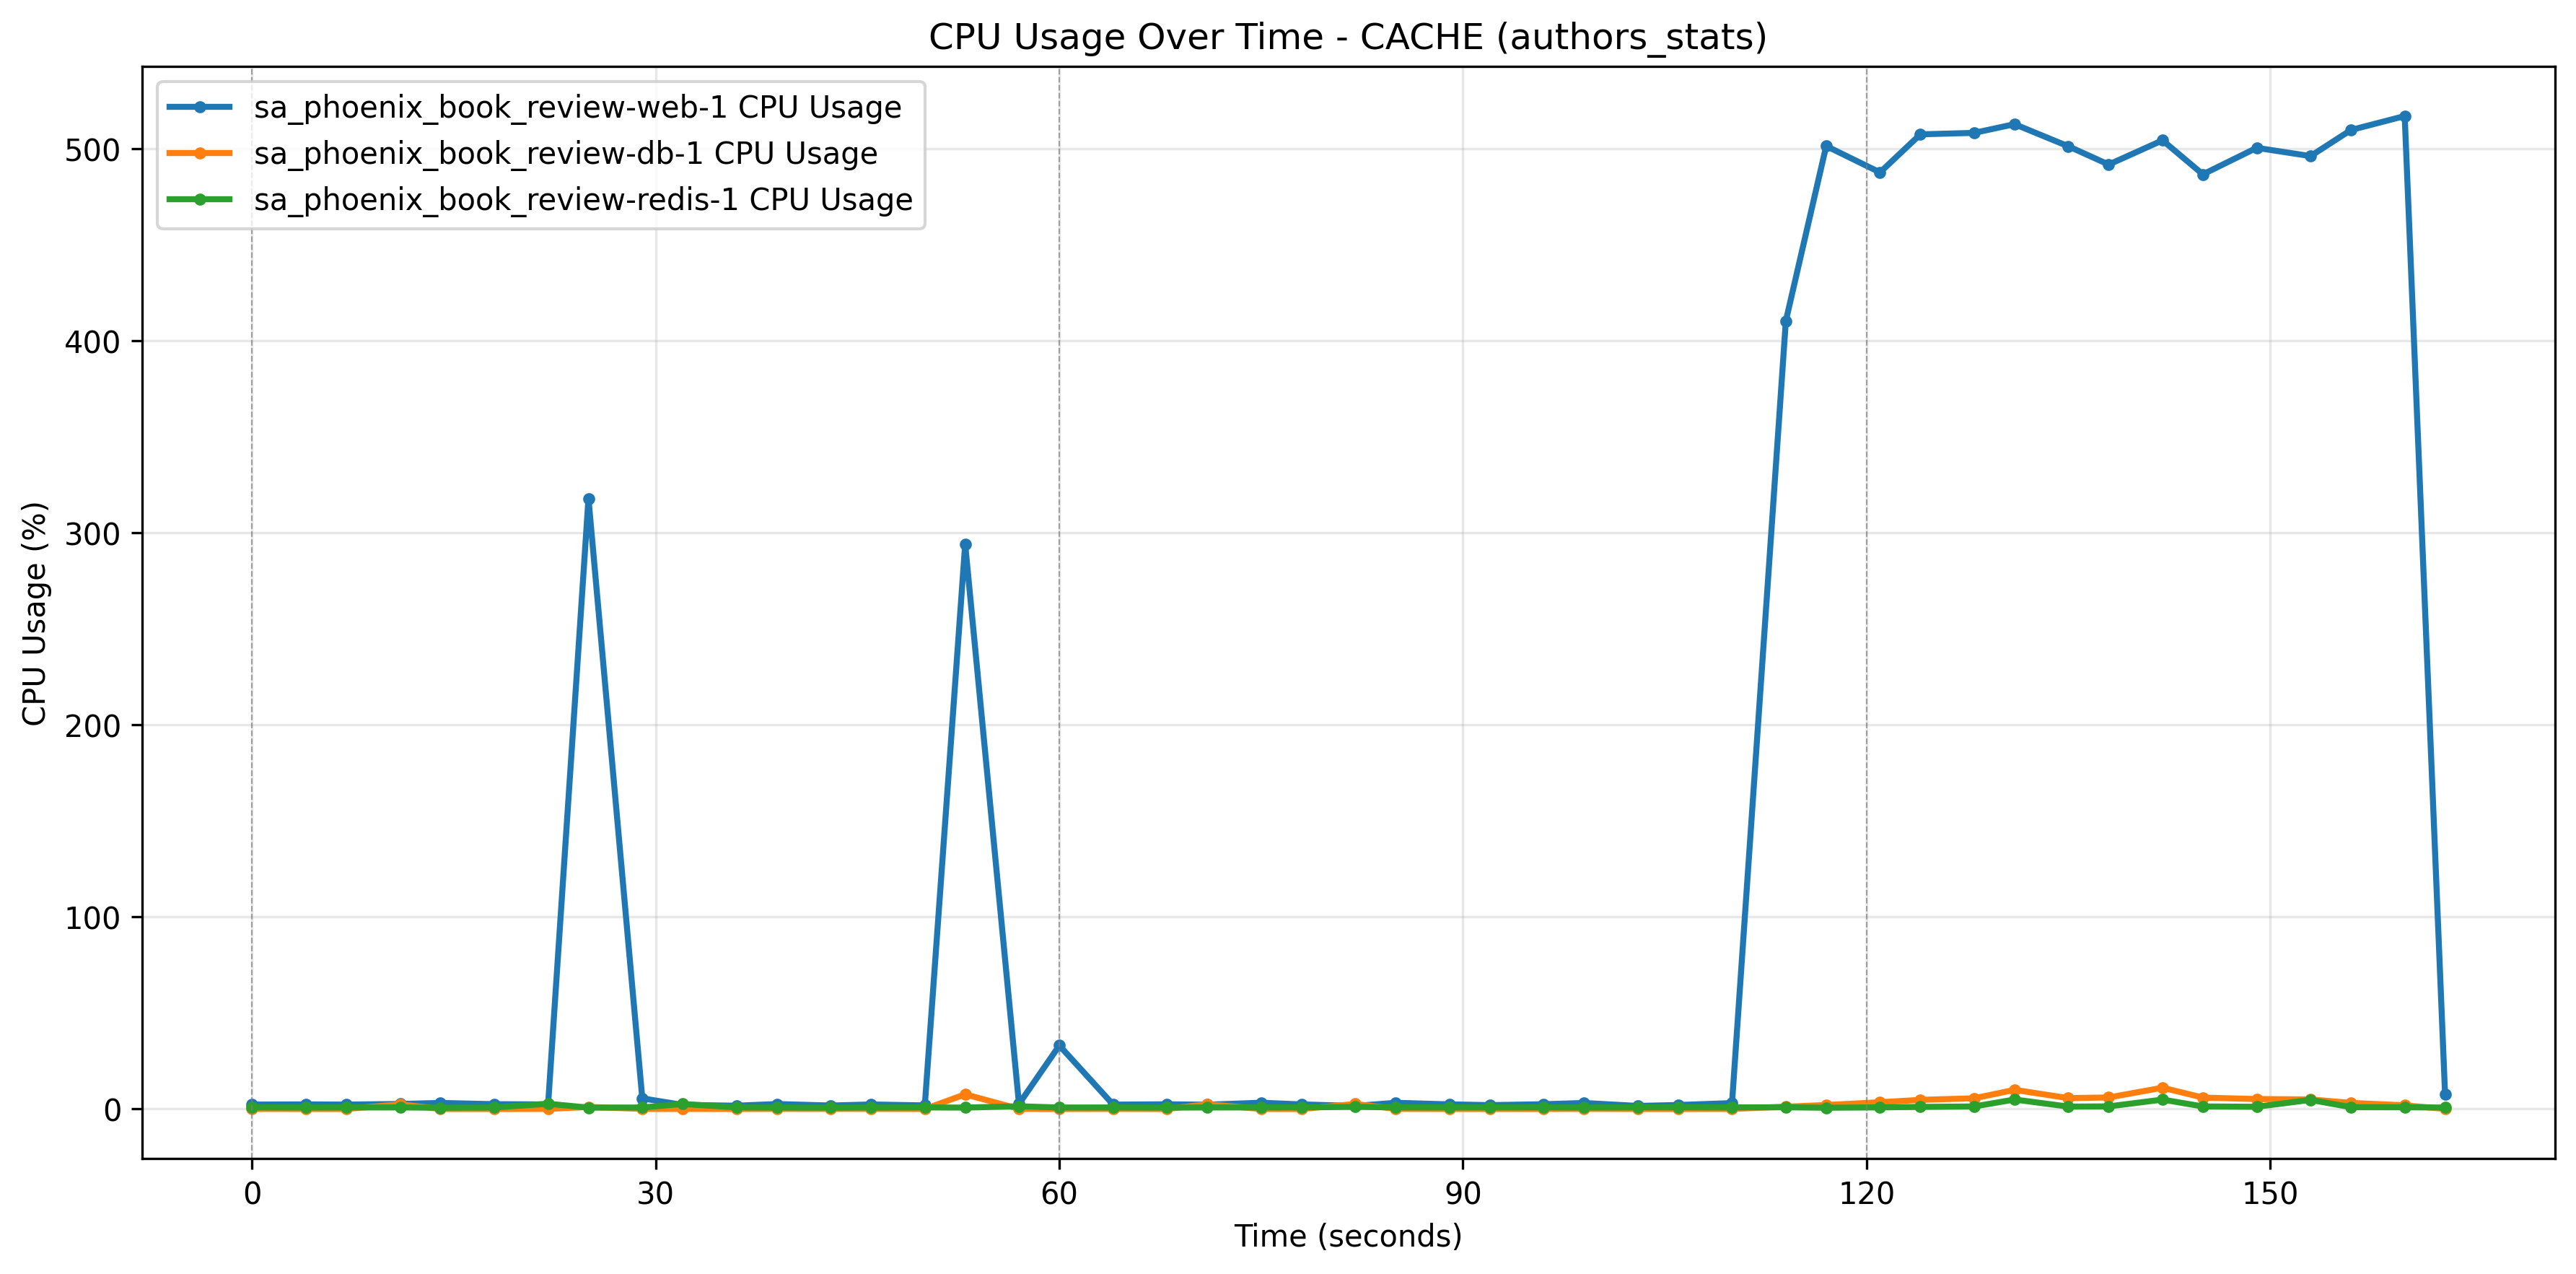 CPU Usage Over Time - CACHE (authors_stats)
sa_phoenix_book_review-web-1 CPU Usage
sa_phoenix_book_review-db-1 CPU Usage
sa_phoenix_book_review-redis-1 CPU Usage
CPU Usage (%)
500
400
300
200
100
0
0 30 60 90 120 150
Time (seconds)